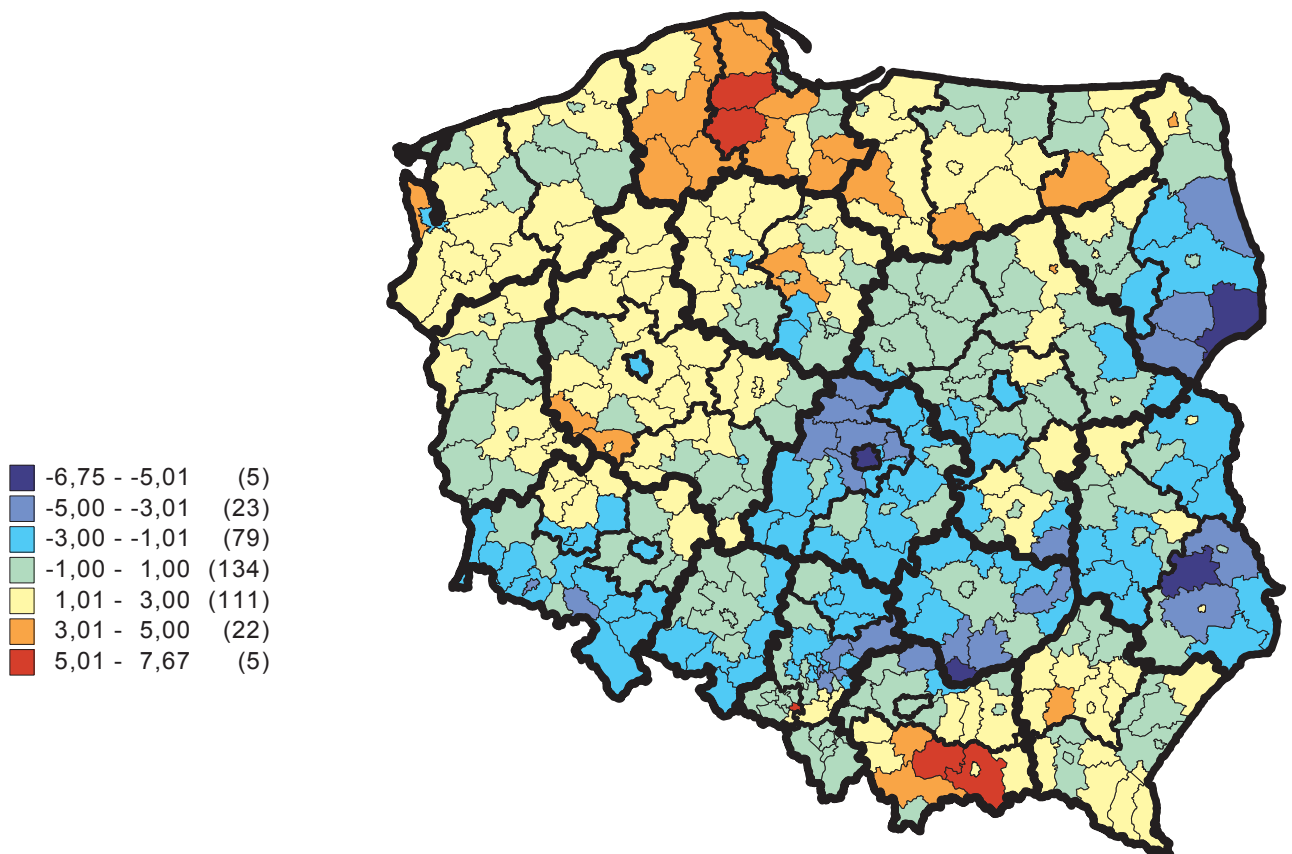 -6,75 - -5,01 (5)
-5,00 - -3,01 (23)
-3,00 - -1,01 (79)
-1,00 - 1,00 (134)
1,01 - 3,00 (111)
3,01 - 5,00 (22)
5,01 - 7,67 (5)